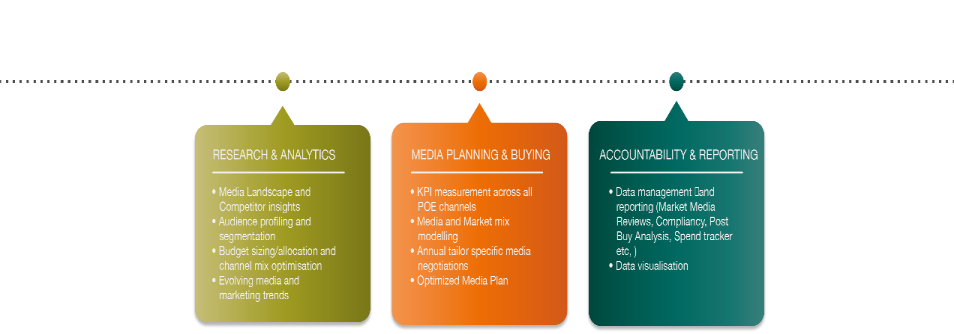 RESEARCH & ANALYTICS
• Media Landscape and
Competitor insights
• Audience profiling and
segmentation
• Budget sizing/allocation and
channel mix optimisation
• Evolving media and
marketing trends
MEDIA PLANNING & BUYING
• KPI measurement across all
POE channels
• Media and Market mix
modelling
• Annual tailor specific media
negotiations
• Optimized Media Plan
ACCOUNTABILITY & REPORTING
• Data management and
reporting (Market Media
Reviews, Compliancy, Post
Buy Analysis, Spend tracker
etc, )
• Data visualisation